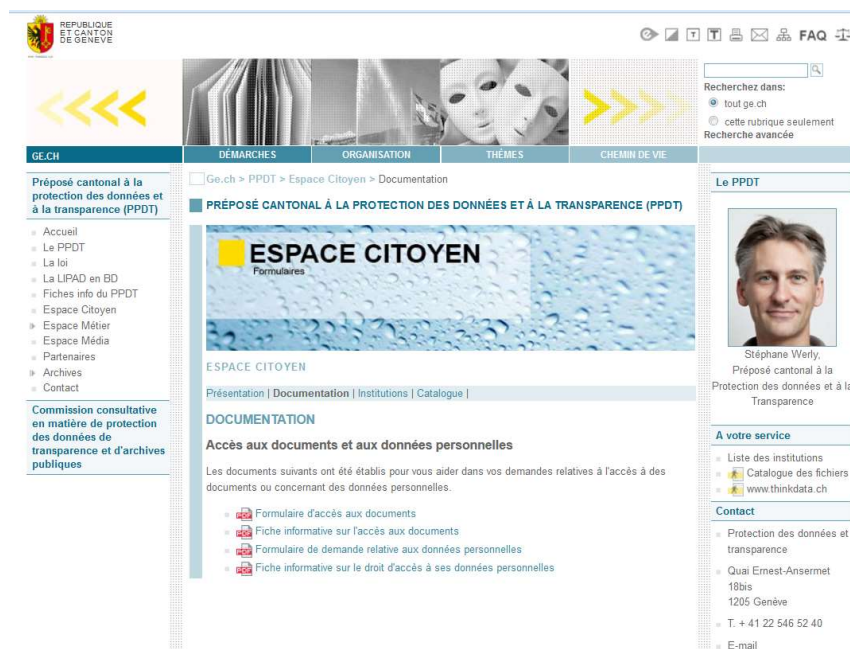 REPUBLIQUE
ET CANTON
DE GENEVE
FAQ
Recherchez dans:
tout ge.ch
cette rubrique seulement
Recherche avancée
GE.CH
DÉMARCHES
ORGANISATION
THÈMES
CHEMIN DE VIE
Préposé cantonal à la
protection des données et
à la transparence (PPDT)
Accueil
Le PPDT
La loi
La LIPAD en BD
Fiches info du PPDT
Espace Citoyen
Espace Métier
Espace Média
Partenaires
Archives
Contact
Commission consultative
en matière de protection
des données de
transparence et d'archives
publiques
Ge.ch > PPDT > Espace Citoyen > Documentation
PRÉPOSÉ CANTONAL À LA PROTECTION DES DONNÉES ET À LA TRANSPARENCE (PPDT)
ESPACE CITOYEN
Formulaires
ESPACE CITOYEN
Présentation | Documentation | Institutions | Catalogue |
DOCUMENTATION
Accès aux documents et aux données personnelles
Les documents suivants ont été établis pour vous aider dans vos demandes relatives à l'accès à des
documents ou concernant des données personnelles.
Formulaire d'accès aux documents
Fiche informative sur l'accès aux documents
Formulaire de demande relative aux données personnelles
Fiche informative sur le droit d'accès à ses données personnelles
Le PPDT
Stéphane Werly,
Préposé cantonal à la
Protection des données et à la
Transparence
A votre service
Liste des institutions
Catalogue des fichiers
www.thinkdata.ch
Contact
Protection des données et
transparence
Quai Ernest-Ansermet
18bis
1205 Genève
T. + 41 22 546 52 40
E-mail